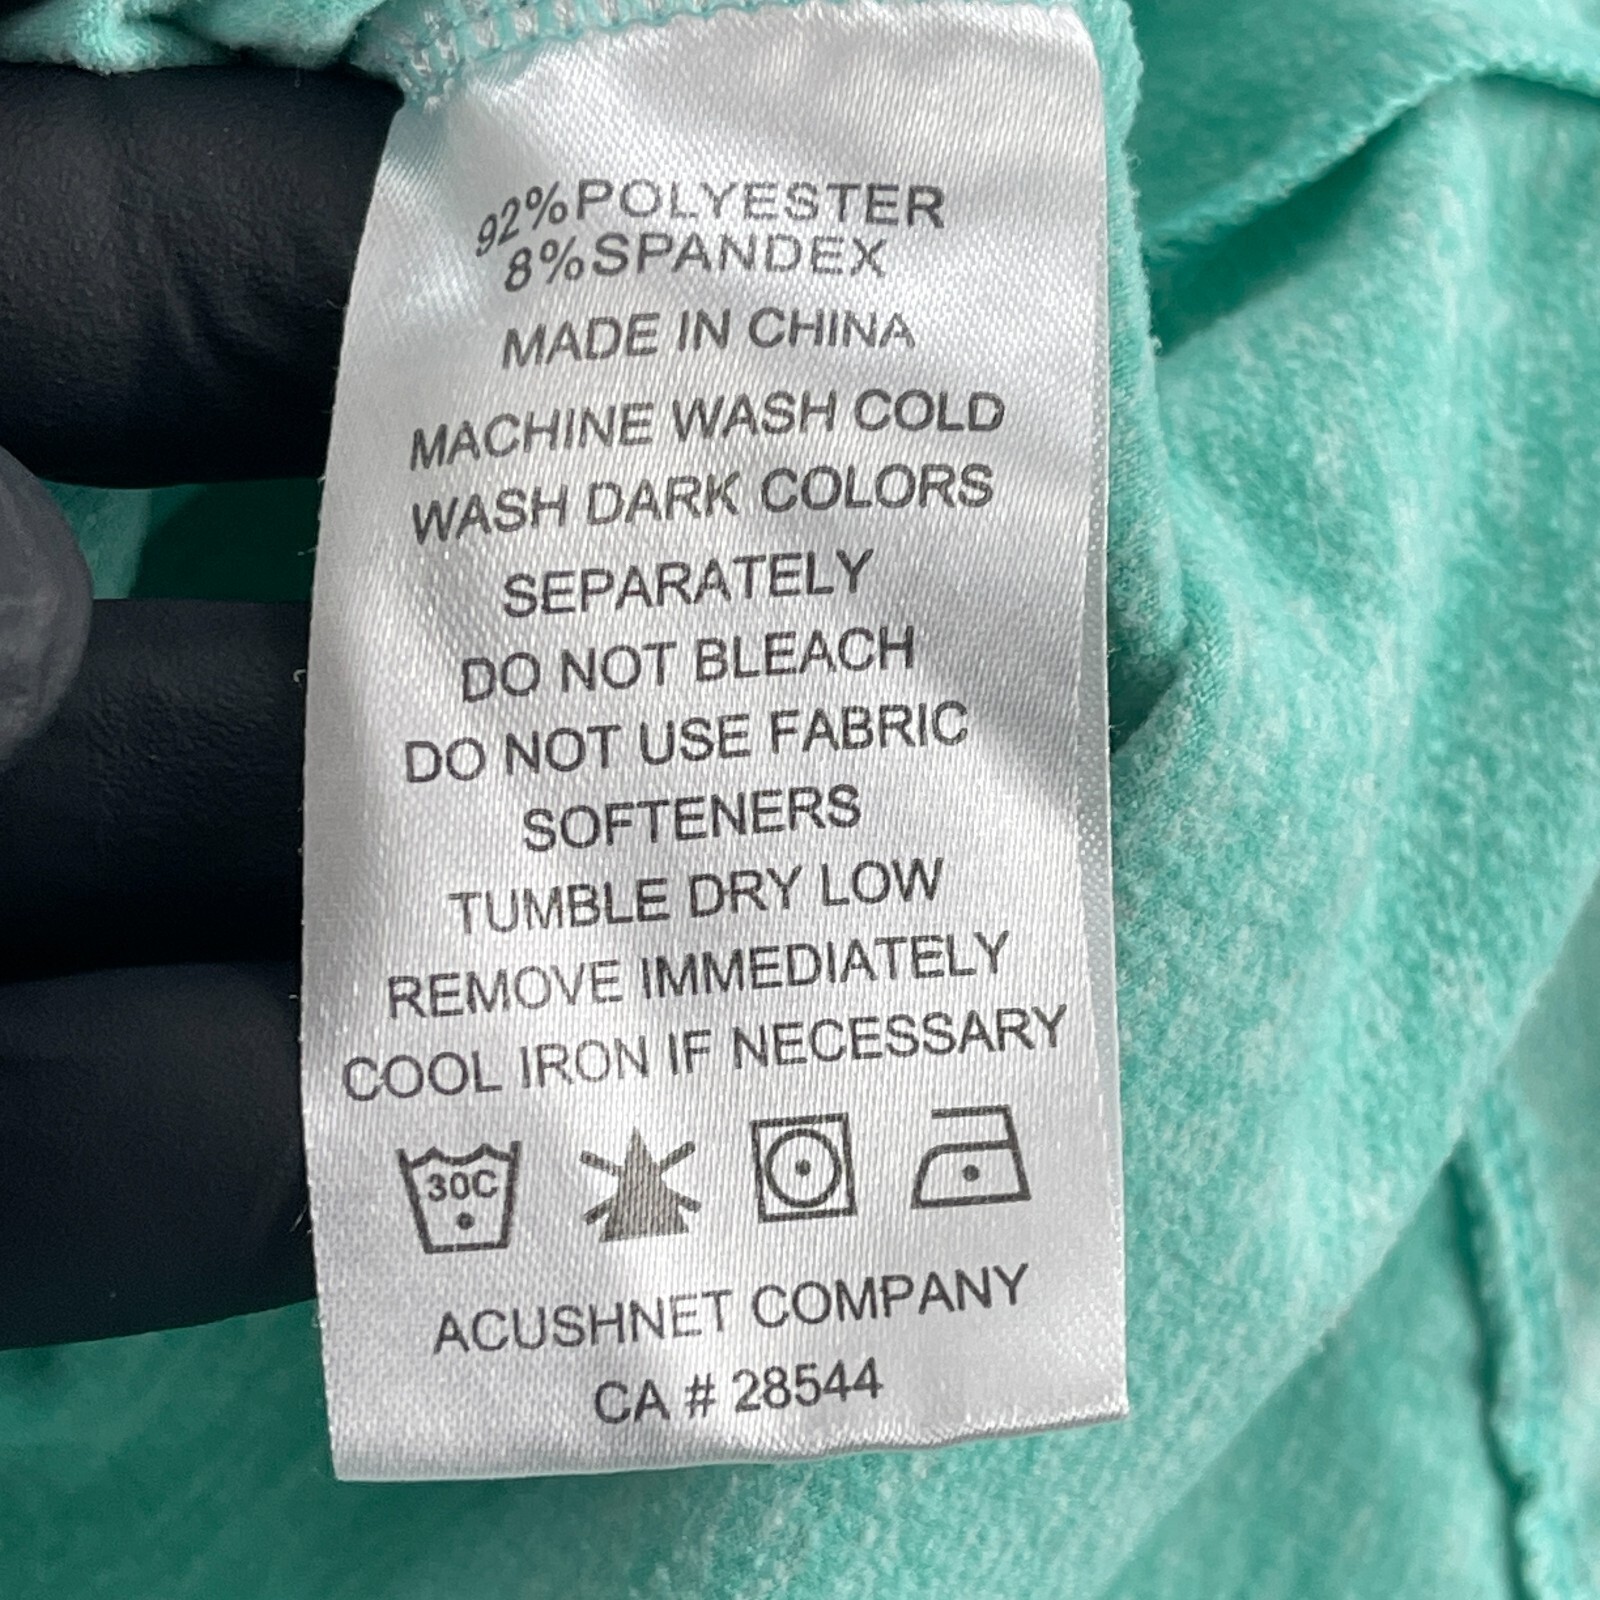 92%POLYESTER
8%SPANDEX
MADE IN CHINA
MACHINE WASH COLD
WASH DARK COLORS
SEPARATELY
DO NOT BLEACH
DO NOT USE FABRIC
SOFTENERS
TUMBLE DRY LOW
REMOVE IMMEDIATELY
COOL IRON IF NECESSARY
30C
ACUSHNET COMPANY
CA # 28544